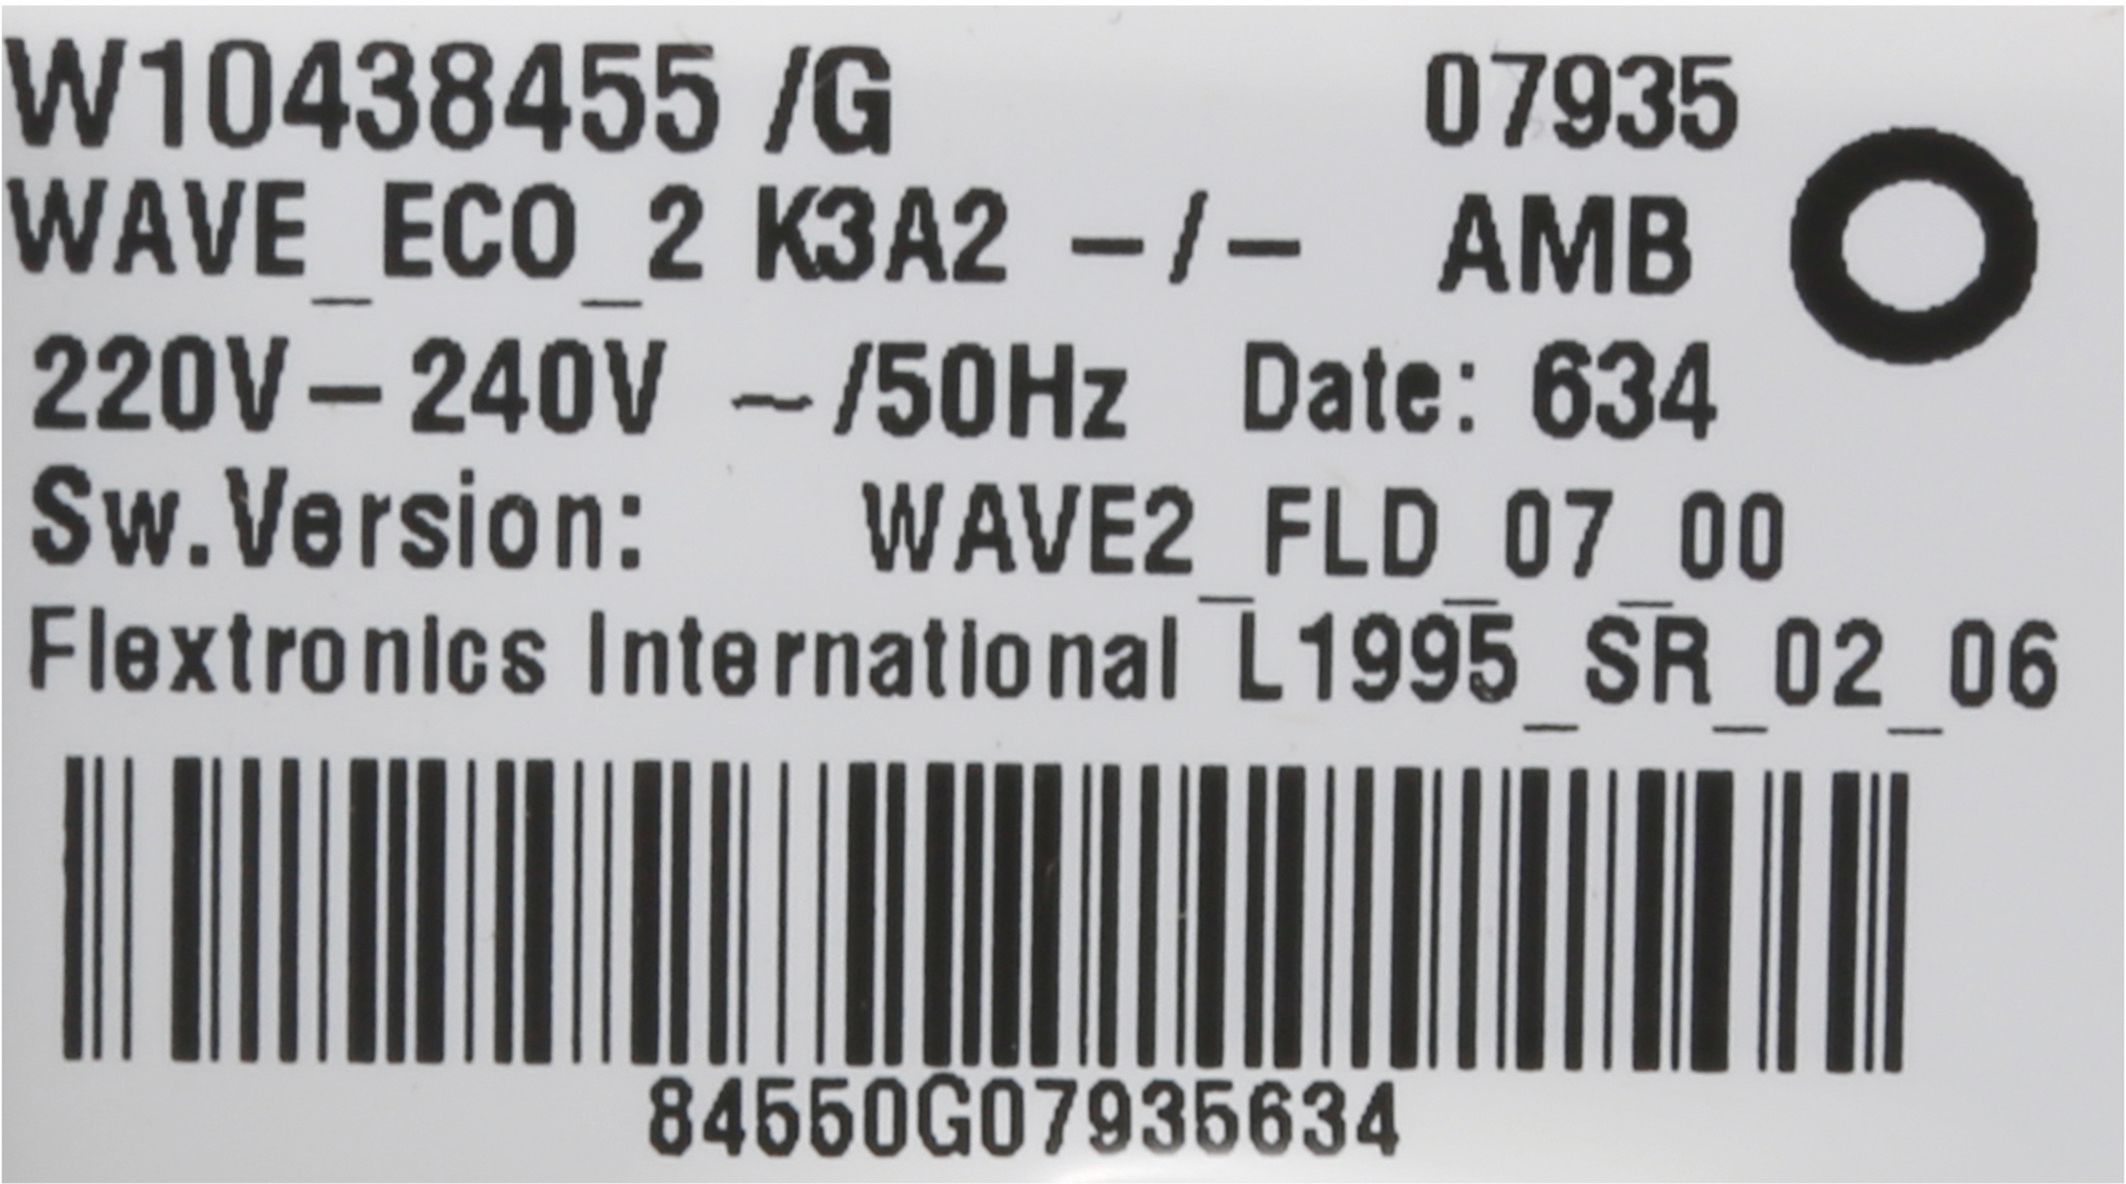 W10438455 /G 07935
WAVE_ECO_2 K3A2 –/– AMB
220V–240V ~/50Hz Date: 634
Sw.Version: WAVE2_FLD_07_00
Flextronics International L1995_SR_02_06
84550G07935634